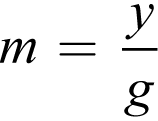 m = y/g